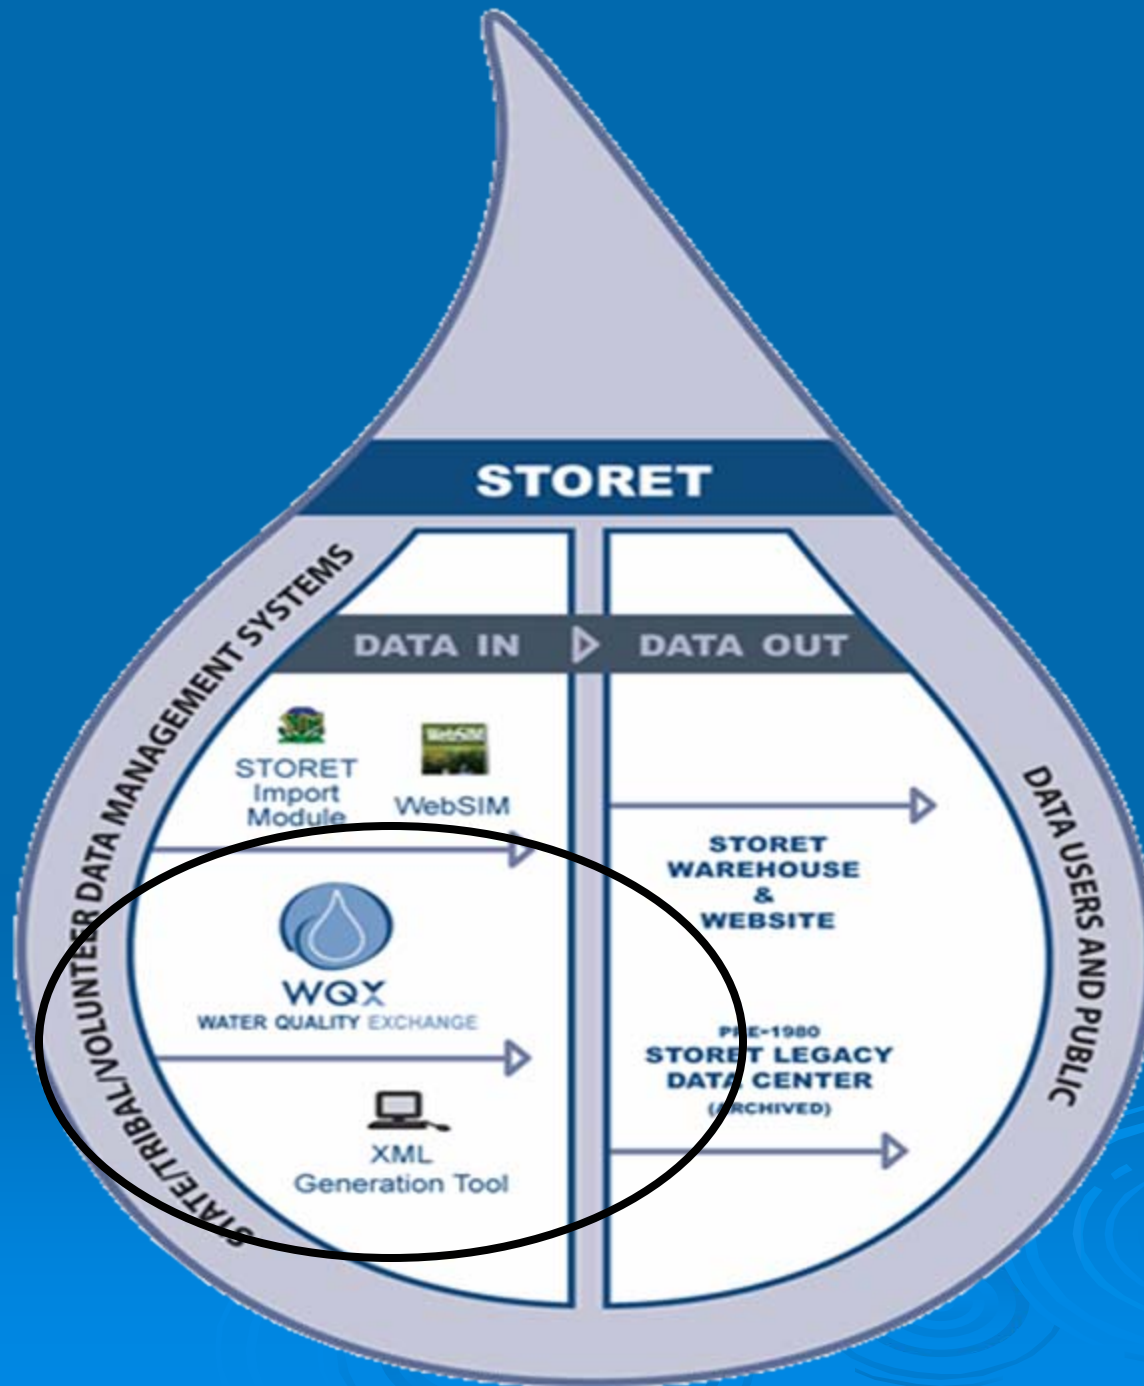 STORET
STATE/TRIBAL/VOLUNTEER DATA MANAGEMENT SYSTEMS
DATA IN
STORET
Import
Module
WebSIM
WebSIM
WQX
WATER QUALITY EXCHANGE
XML
Generation Tool
DATA OUT
STORET
WAREHOUSE
&
WEBSITE
PRE-1980
STORET LEGACY
DATA CENTER
(ARCHIVED)
DATA USERS AND PUBLIC